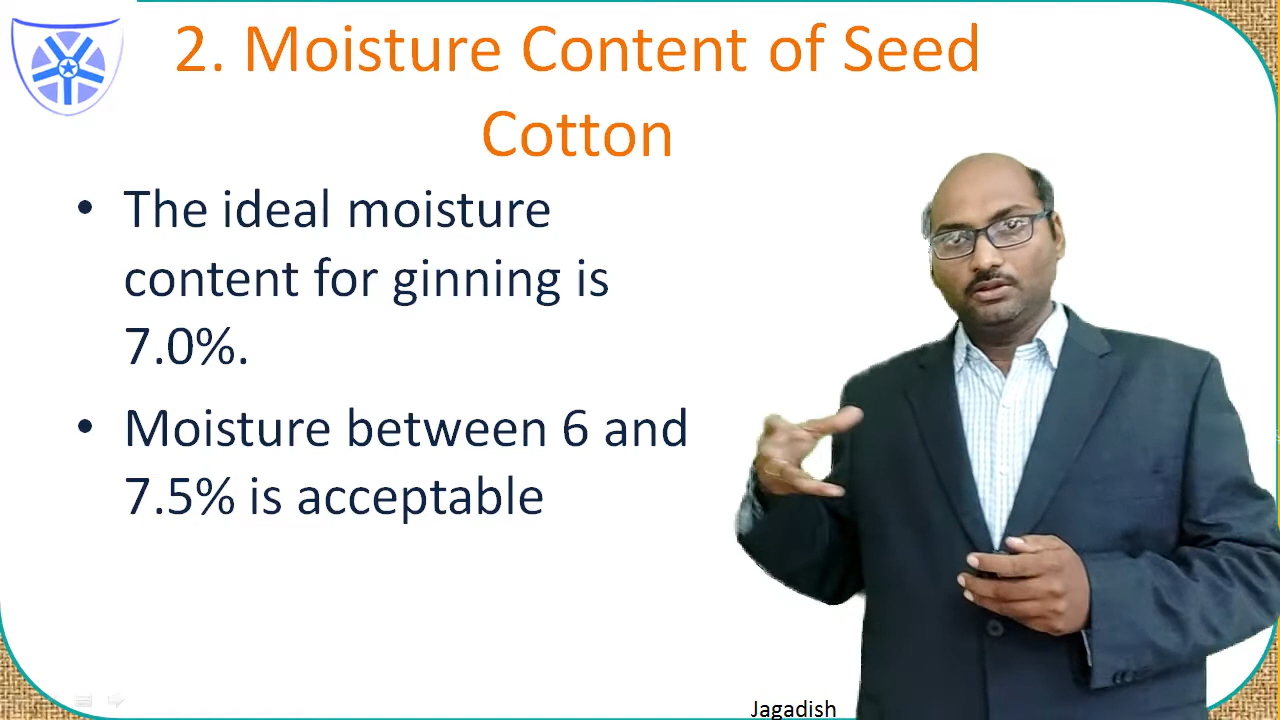 2. Moisture Content of Seed
Cotton
• The ideal moisture
content for ginning is
7.0%.
• Moisture between 6 and
7.5% is acceptable
Jagadish